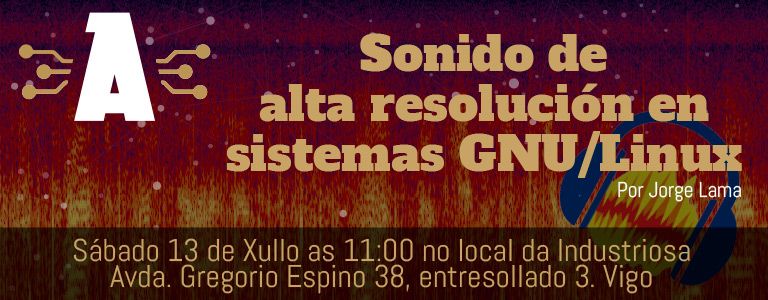 A
Sonido de
alta resolución en
sistemas GNU/Linux
Por Jorge Lama
Sábado 13 de Xullo as 11:00 no local da Industriosa
Avda. Gregorio Espino 38, entresollado 3. Vigo